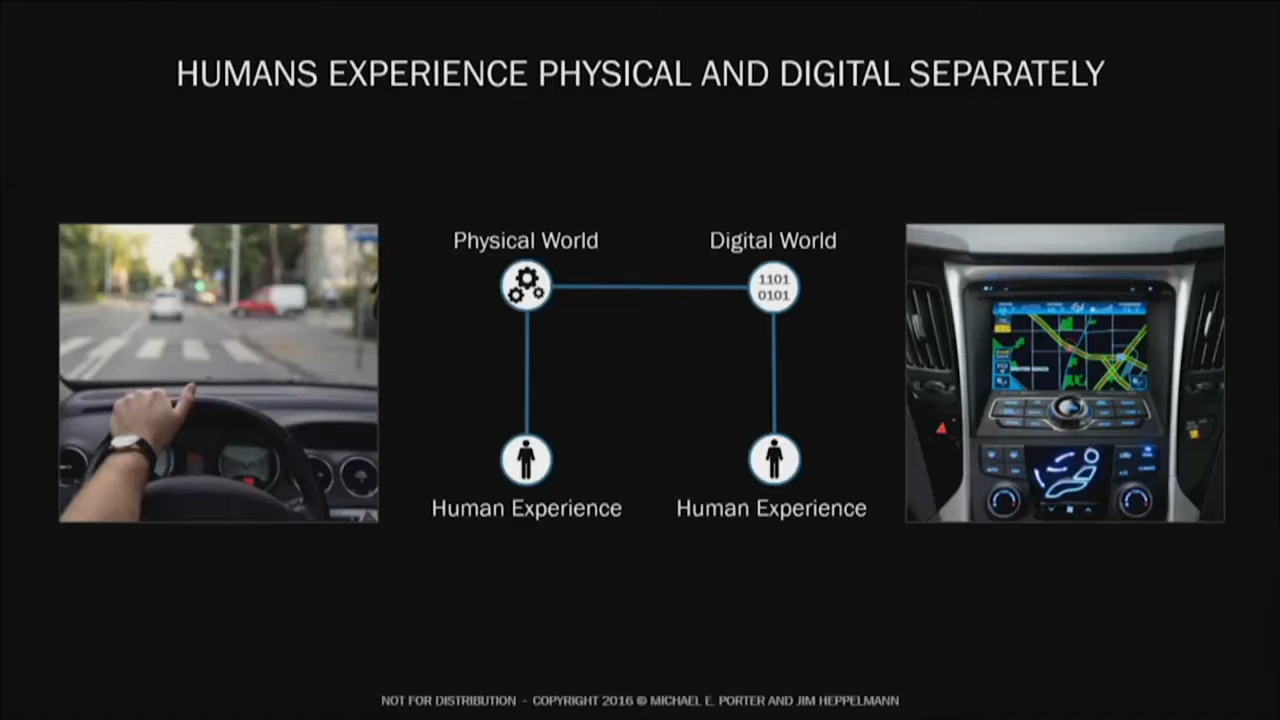 HUMANS EXPERIENCE PHYSICAL AND DIGITAL SEPARATELY
Physical World
Digital World
1101
0101
Human Experience
Human Experience
NOT FOR DISTRIBUTION - COPYRIGHT 2016 © MICHAEL E. PORTER AND JIM HEPPELMANN